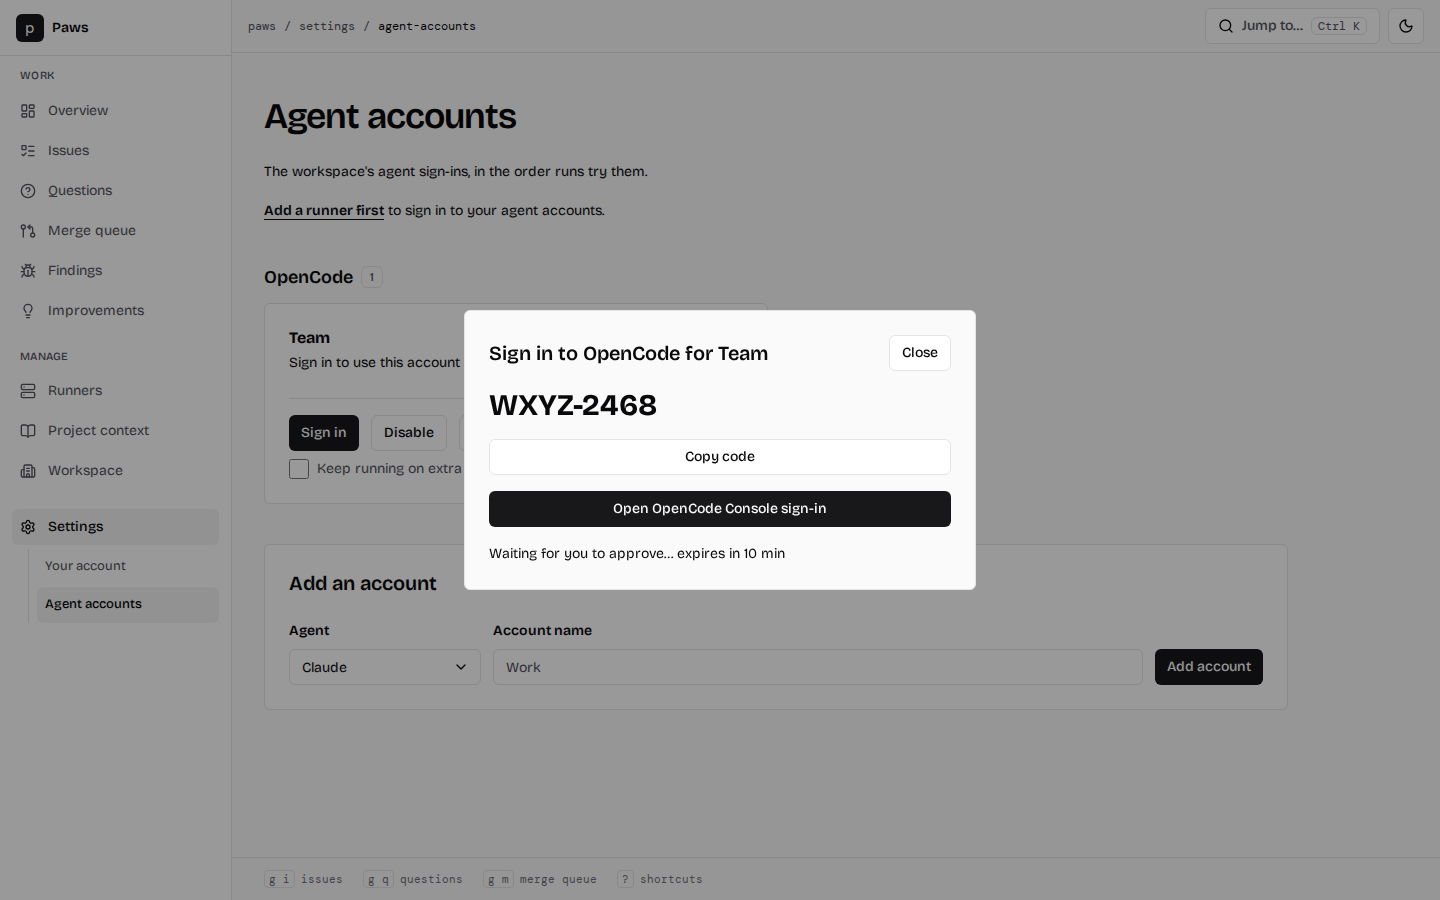 p Paws
paws / settings / agent-accounts
Jump to... Ctrl K
WORK
Overview
Issues
Questions
Merge queue
Findings
Improvements
MANAGE
Runners
Project context
Workspace
Settings
Your account
Agent accounts
Agent accounts
The workspace's agent sign-ins, in the order runs try them.
Add a runner first to sign in to your agent accounts.
OpenCode 1
Team
Sign in to use this account
Sign in Disable
Keep running on extra
Sign in to OpenCode for Team
Close
WXYZ-2468
Copy code
Open OpenCode Console sign-in
Waiting for you to approve... expires in 10 min
Add an account
Agent Account name
Claude Work Add account
g i issues g q questions g m merge queue ? shortcuts